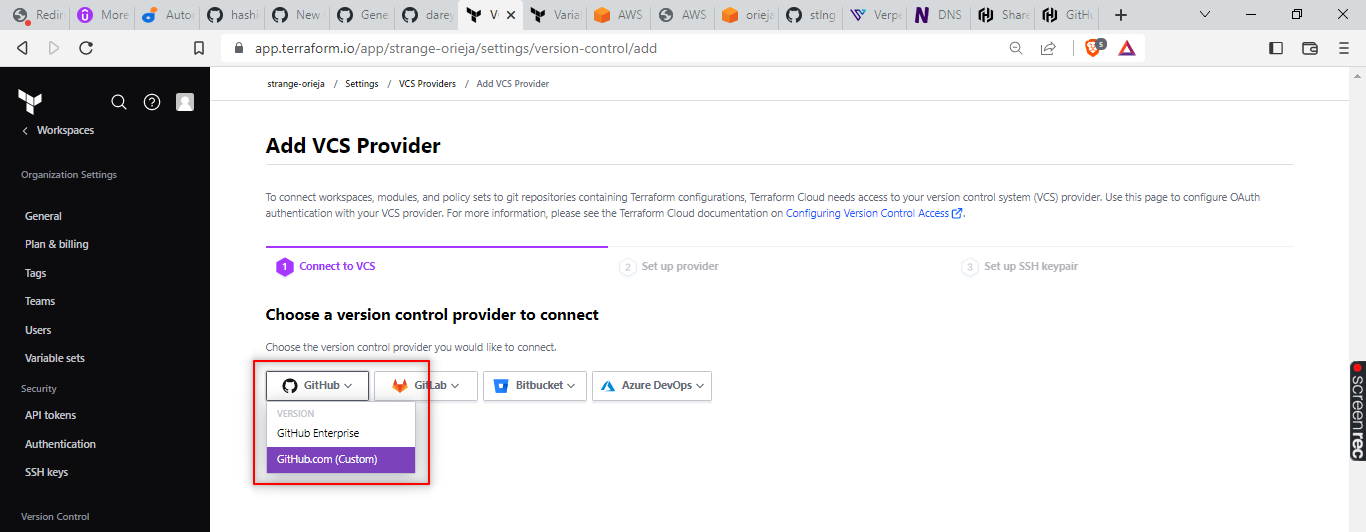 Redire
More
Autor
hashi
New
Gene
darey
V
Varial
AWS
AWS
orieja
stlng
Verpe
DNS
Share
GitHu
app.terraform.io/app/strange-orieja/settings/version-control/add
5
strange-orieja / Settings / VCS Providers / Add VCS Provider
Workspaces
Organization Settings
General
Plan & billing
Tags
Teams
Users
Variable sets
Security
API tokens
Authentication
SSH keys
Version Control
Add VCS Provider
To connect workspaces, modules, and policy sets to git repositories containing Terraform configurations, Terraform Cloud needs access to your version control system (VCS) provider. Use this page to configure OAuth
authentication with your VCS provider. For more information, please see the Terraform Cloud documentation on Configuring Version Control Access.
1 Connect to VCS
2 Set up provider
3 Set up SSH keypair
Choose a version control provider to connect
Choose the version control provider you would like to connect.
GitHub
GitLab
Bitbucket
Azure DevOps
VERSION
GitHub Enterprise
GitHub.com (Custom)
screenrec